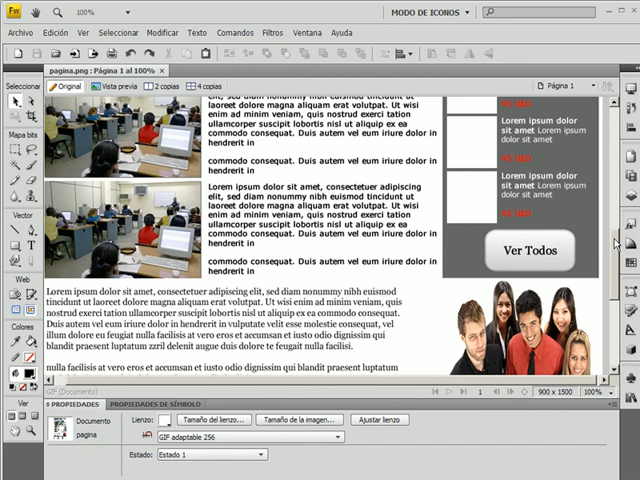 Fw
100%
MODO DE ICONOS
Archivo Edición Ver Seleccionar Modificar Texto Comandos Filtros Ventana Ayuda
pagina.png : Página 1 al 100%
Original Vista previa 2 copias 4 copias Página 1
Seleccionar
Mapa bits
Vector
Web
Colores
Ver
elit, sed diam nonummy nibh euismod tincidunt ut
laoreet dolore magna aliquam erat volutpat. Ut wisi
enim ad minim veniam, quis nostrud exerci tation
ullamcorper suscipit lobortis nisl ut aliquip ex ea
commodo consequat. Duis autem vel eum iriure dolor in
hendrerit in
commodo consequat. Duis autem vel eum iriure dolor in
hendrerit in
Lorem ipsum dolor sit amet, consectetuer adipiscing
elit, sed diam nonummy nibh euismod tincidunt ut
laoreet dolore magna aliquam erat volutpat. Ut wisi
enim ad minim veniam, quis nostrud exerci tation
ullamcorper suscipit lobortis nisl ut aliquip ex ea
commodo consequat. Duis autem vel eum iriure dolor in
hendrerit in
commodo consequat. Duis autem vel eum iriure dolor in
hendrerit in
45 USD
Lorem ipsum dolor
sit amet Lorem ipsum
dolor sit amet
45 USD
Lorem ipsum dolor
sit amet Lorem ipsum
dolor sit amet
45 USD
Ver Todos
Lorem ipsum dolor sit amet, consectetuer adipiscing elit, sed diam nonummy nibh euismod
tincidunt ut laoreet dolore magna aliquam erat volutpat. Ut wisi enim ad minim veniam, quis
nostrud exerci tation ullamcorper suscipit lobortis nisl ut aliquip ex ea commodo consequat.
Duis autem vel eum iriure dolor in hendrerit in vulputate velit esse molestie consequat, vel
illum dolore eu feugiat nulla facilisis at vero eros et accumsan et iusto odio dignissim qui
blandit praesent luptatum zzril delenit augue duis dolore te feugait nulla facilisi.
nulla facilisis at vero eros et accumsan et iusto odio dignissim qui blandit praesent luptatum
GIF (Documento)
1 900 x 1500 100%
PROPIEDADES PROPIEDADES DE SÍMBOLO
Documento
pagina
Lienzo: Tamaño del lienzo... Tamaño de la imagen... Ajustar lienzo
GIF adaptable 256
Estado: Estado 1